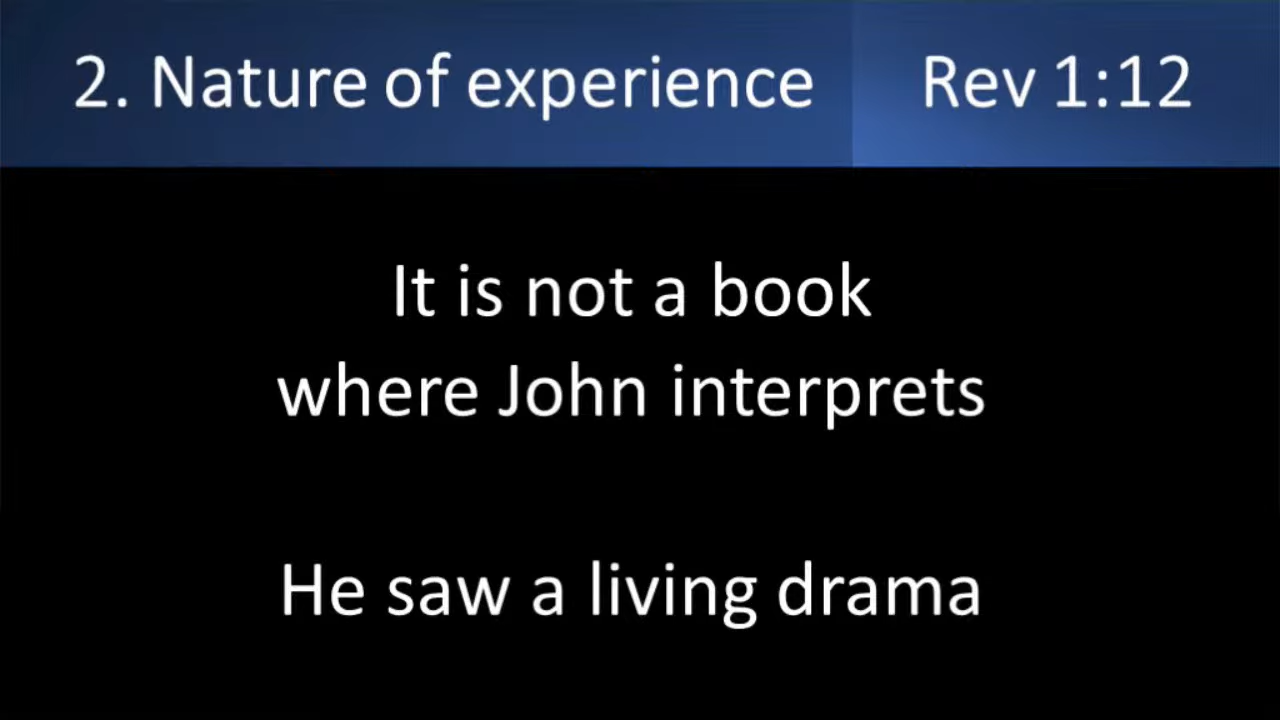 2. Nature of experience Rev 1:12
It is not a book
where John interprets
He saw a living drama